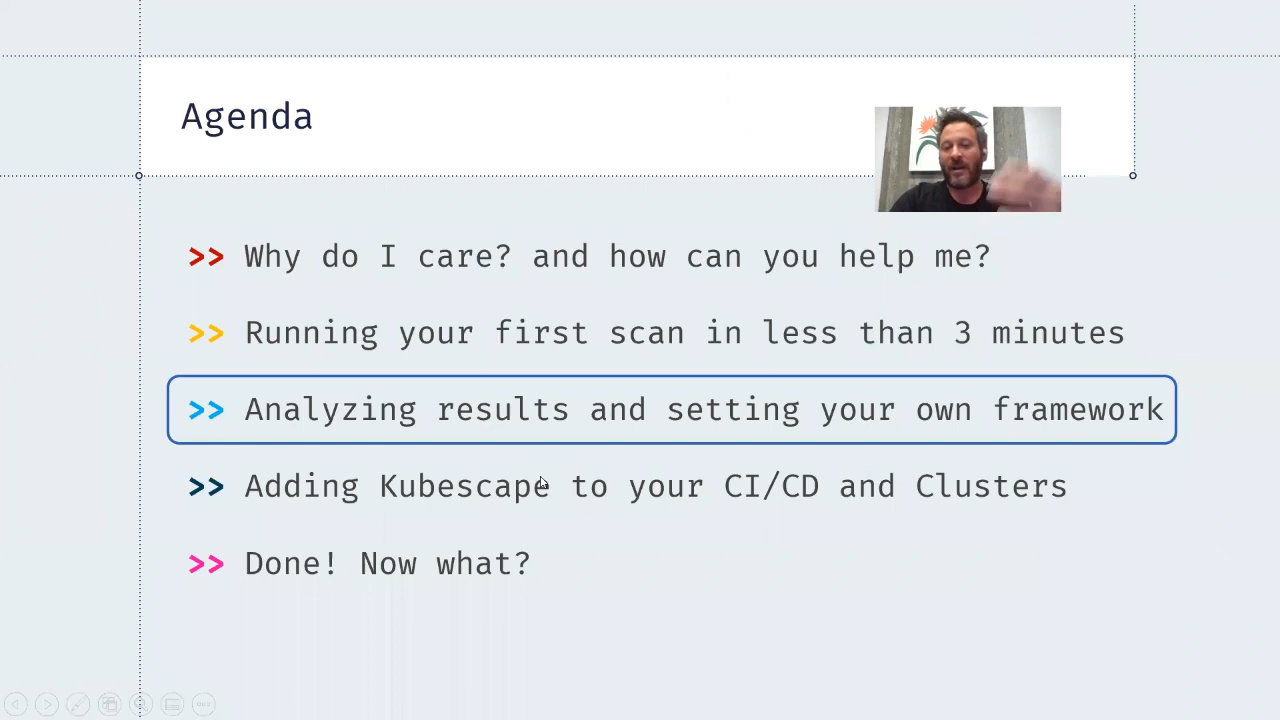 Agenda
>> Why do I care? and how can you help me?
>> Running your first scan in less than 3 minutes
>> Analyzing results and setting your own framework
>> Adding Kubescape to your CI/CD and Clusters
>> Done! Now what?